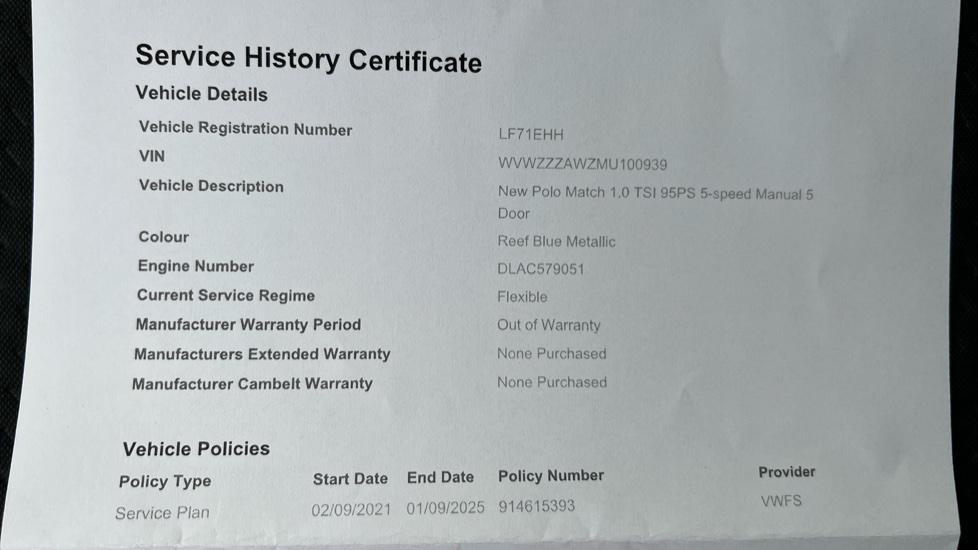 Service History Certificate
Vehicle Details
Vehicle Registration Number LF71EHH
VIN WVWZZZAWZMU100939
Vehicle Description New Polo Match 1.0 TSI 95PS 5-speed Manual 5
Door
Colour Reef Blue Metallic
Engine Number DLAC579051
Current Service Regime Flexible
Manufacturer Warranty Period Out of Warranty
Manufacturers Extended Warranty None Purchased
Manufacturer Cambelt Warranty None Purchased
Vehicle Policies
Policy Type Start Date End Date Policy Number Provider
Service Plan 02/09/2021 01/09/2025 914615393 VWFS